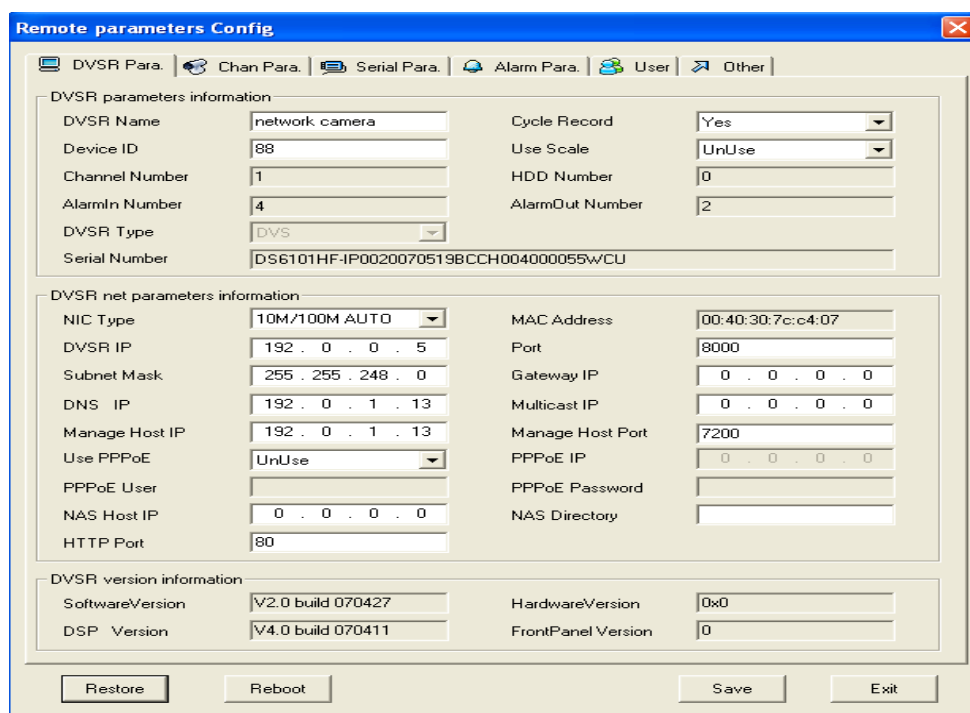 Remote parameters Config
DVSR Para. Chan Para. Serial Para. Alarm Para. User Other
DVSR parameters information
DVSR Name network camera Cycle Record Yes
Device ID 88 Use Scale UnUse
Channel Number 1 HDD Number 0
AlarmIn Number 4 AlarmOut Number 2
DVSR Type DVS
Serial Number DS6101HF-IP0020070519BCCH004000055WCU
DVSR net parameters information
NIC Type 10M/100M AUTO MAC Address 00:40:30:7c:c4:07
DVSR IP 192 . 0 . 0 . 5 Port 8000
Subnet Mask 255 . 255 . 248 . 0 Gateway IP 0 . 0 . 0 . 0
DNS IP 192 . 0 . 1 . 13 Multicast IP 0 . 0 . 0 . 0
Manage Host IP 192 . 0 . 1 . 13 Manage Host Port 7200
Use PPPoE UnUse PPPoE IP 0 . 0 . 0 . 0
PPPoE User PPPoE Password
NAS Host IP 0 . 0 . 0 . 0 NAS Directory
HTTP Port 80
DVSR version information
SoftwareVersion V2.0 build 070427 HardwareVersion 0x0
DSP Version V4.0 build 070411 FrontPanel Version 0
Restore Reboot Save Exit